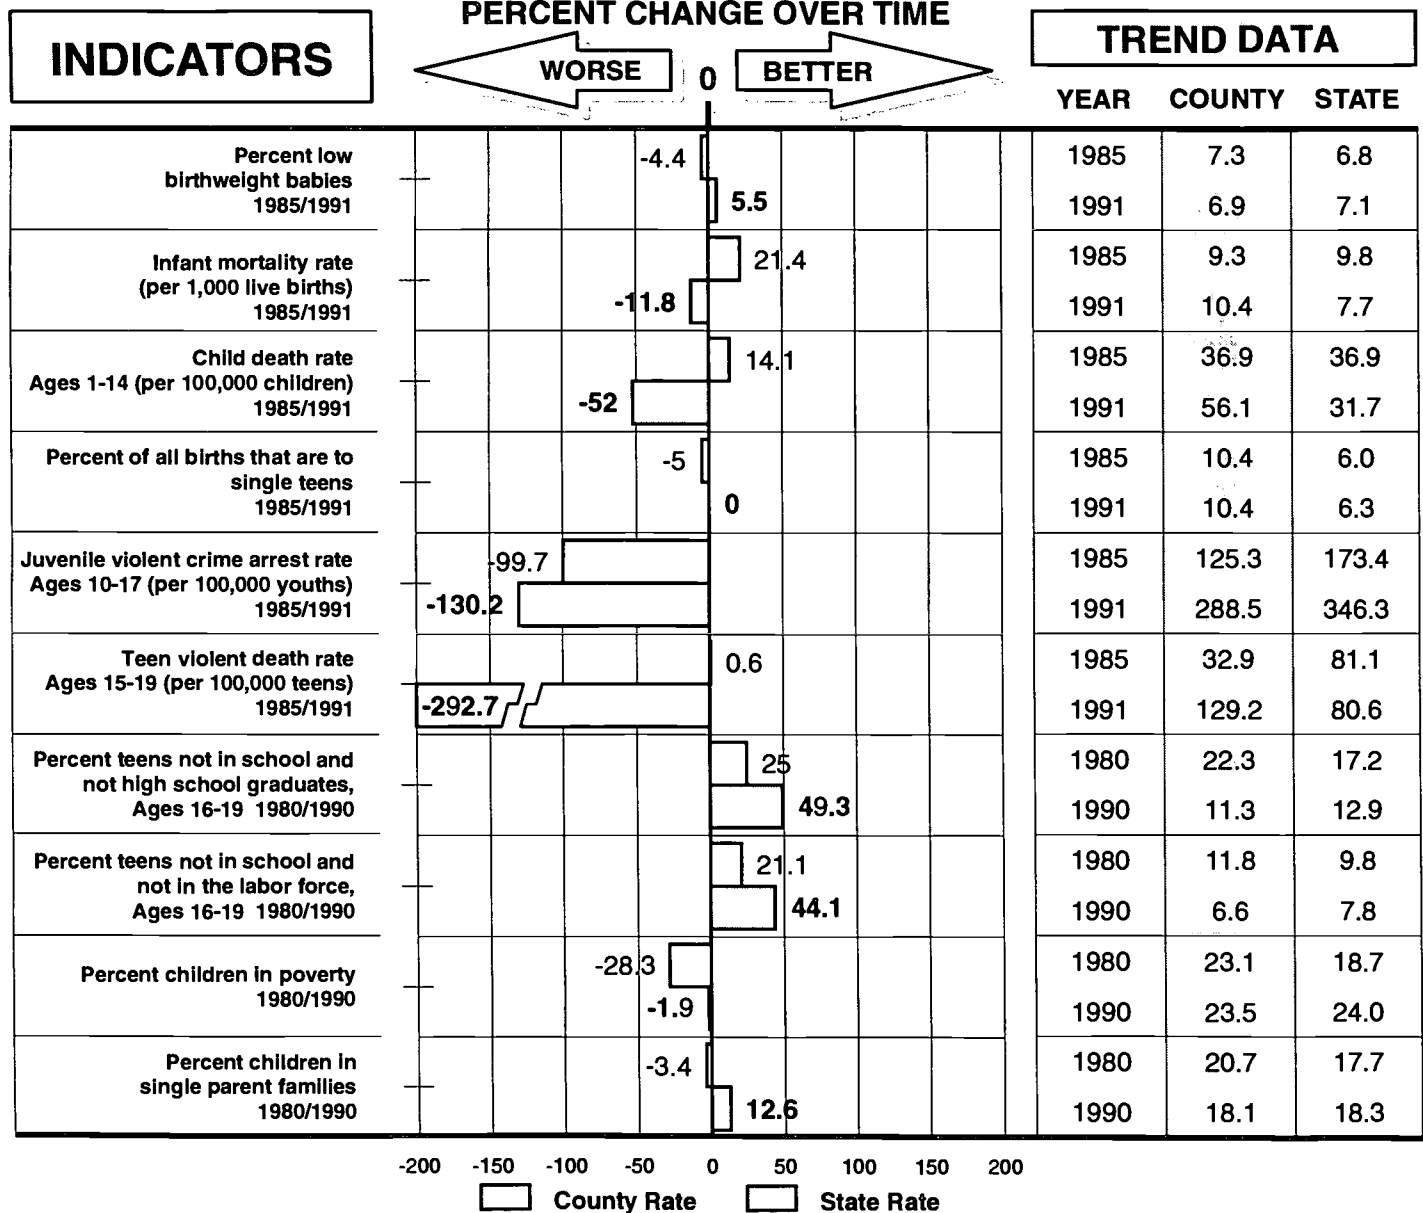 PERCENT CHANGE OVER TIME
INDICATORS
WORSE 0 BETTER
TREND DATA
YEAR COUNTY STATE
Percent low
birthweight babies
1985/1991
-4.4
5.5
1985 7.3 6.8
1991 6.9 7.1
Infant mortality rate
(per 1,000 live births)
1985/1991
21.4
-11.8
1985 9.3 9.8
1991 10.4 7.7
Child death rate
Ages 1-14 (per 100,000 children)
1985/1991
14.1
-52
1985 36.9 36.9
1991 56.1 31.7
Percent of all births that are to
single teens
1985/1991
-5
0
1985 10.4 6.0
1991 10.4 6.3
Juvenile violent crime arrest rate
Ages 10-17 (per 100,000 youths)
1985/1991
-99.7
-130.2
1985 125.3 173.4
1991 288.5 346.3
Teen violent death rate
Ages 15-19 (per 100,000 teens)
1985/1991
0.6
-292.7
1985 32.9 81.1
1991 129.2 80.6
Percent teens not in school and
not high school graduates,
Ages 16-19 1980/1990
25
49.3
1980 22.3 17.2
1990 11.3 12.9
Percent teens not in school and
not in the labor force,
Ages 16-19 1980/1990
21.1
44.1
1980 11.8 9.8
1990 6.6 7.8
Percent children in poverty
1980/1990
-28.3
-1.9
1980 23.1 18.7
1990 23.5 24.0
Percent children in
single parent families
1980/1990
-3.4
12.6
1980 20.7 17.7
1990 18.1 18.3
-200 -150 -100 -50 0 50 100 150 200
County Rate State Rate